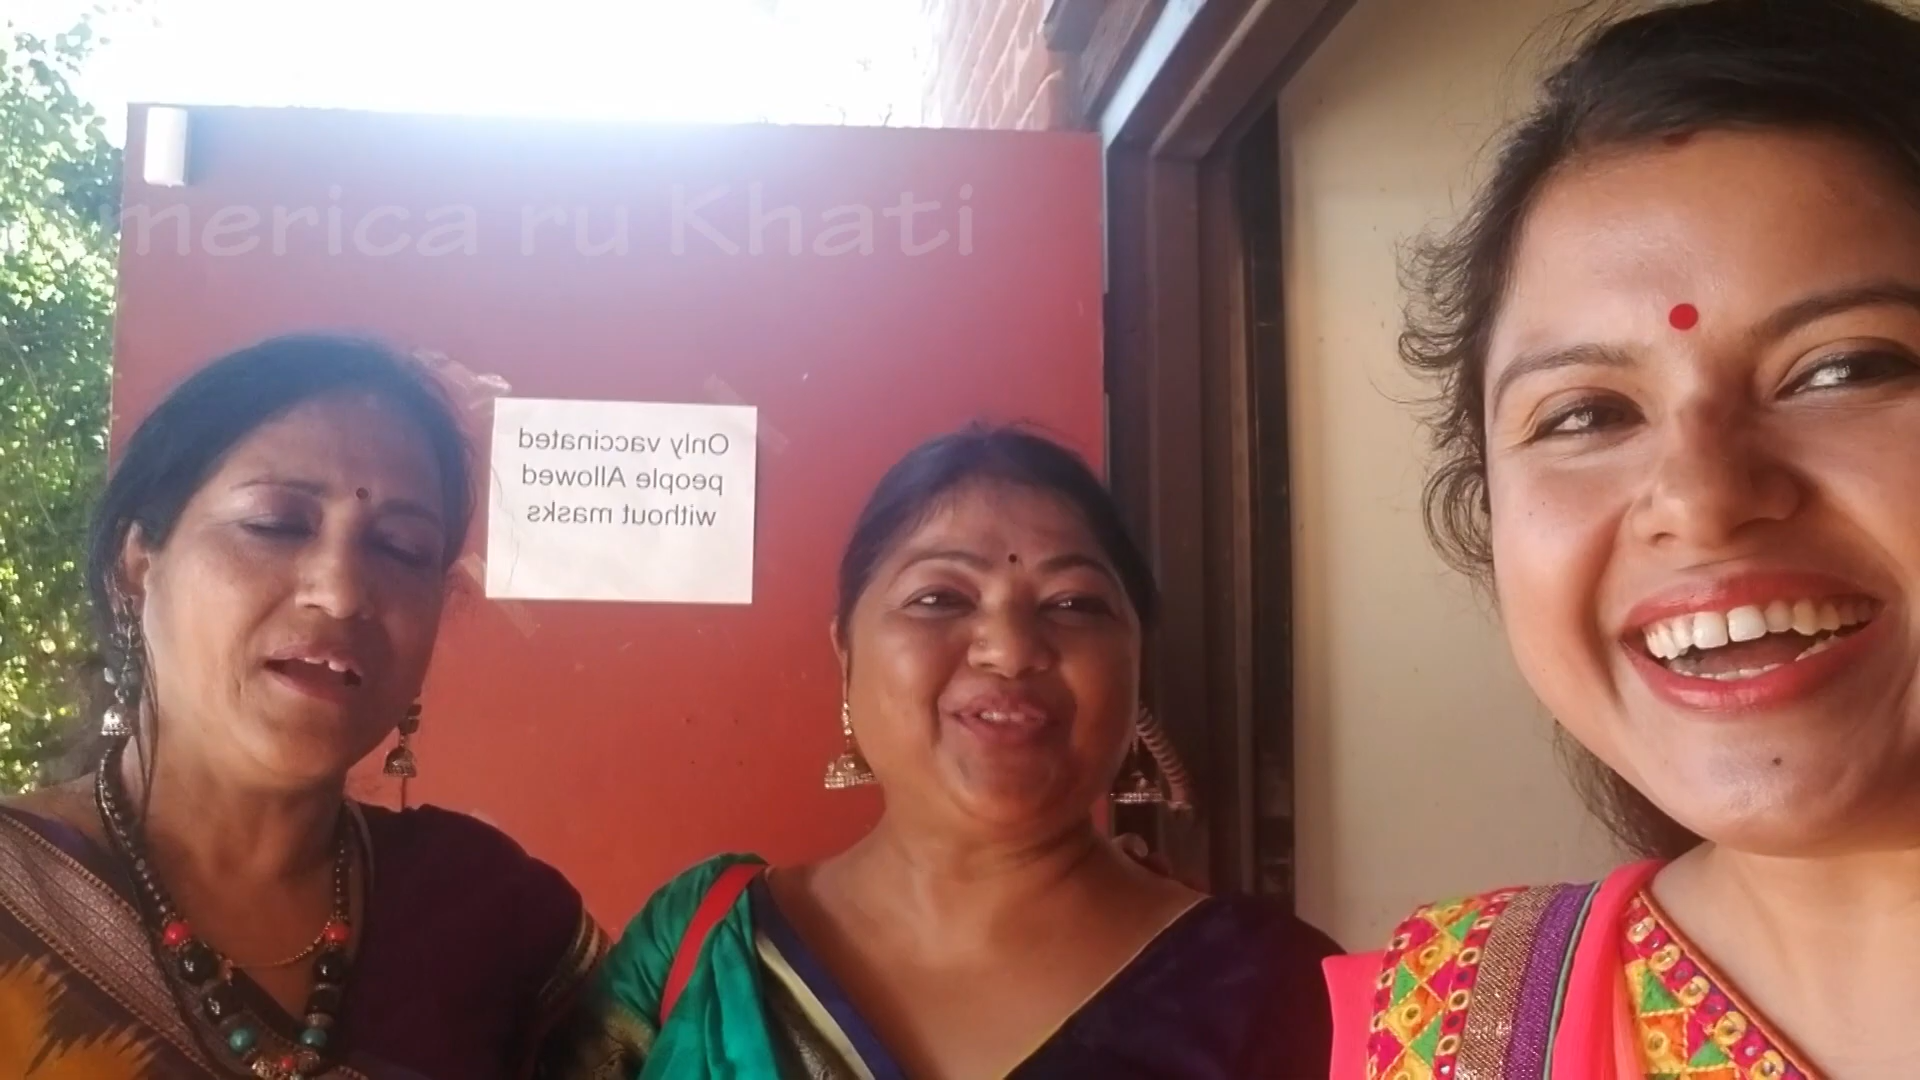 merica ru Khati
Only vaccinated
people Allowed
without masks